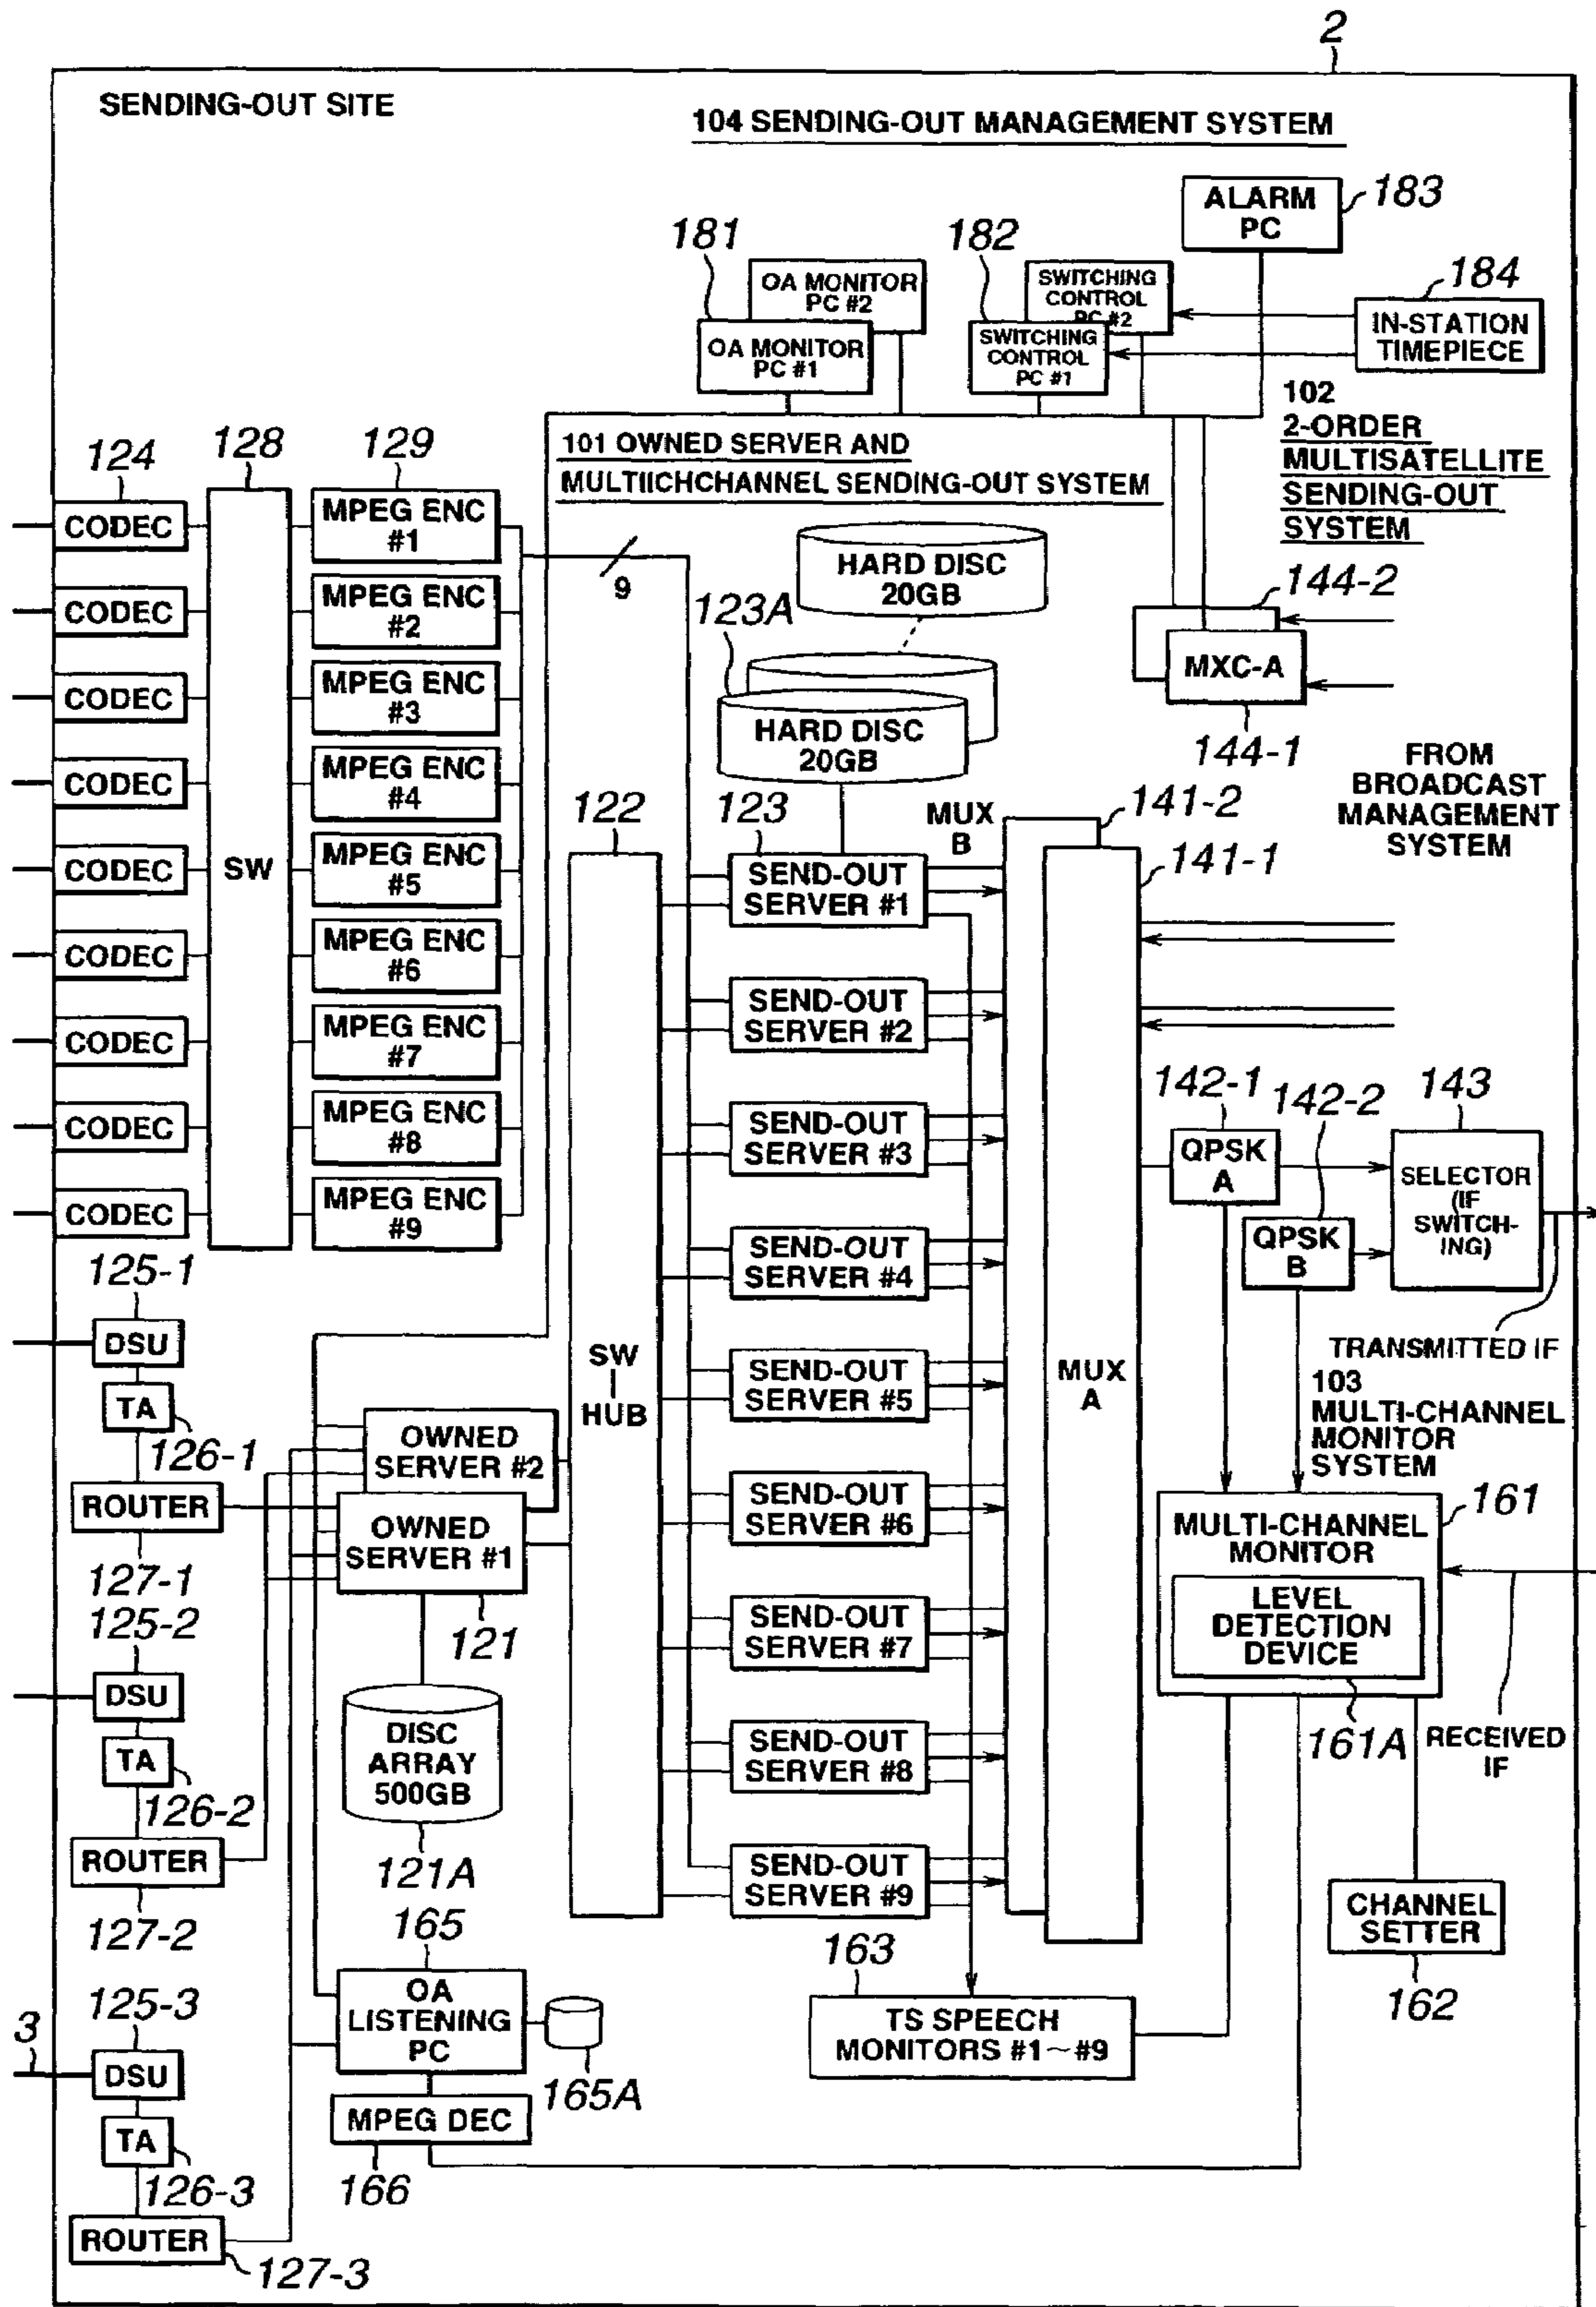 2
SENDING-OUT SITE
104 SENDING-OUT MANAGEMENT SYSTEM
ALARM
PC
183
181
182
OA MONITOR
PC #2
SWITCHING
CONTROL
PC #2
184
OA MONITOR
PC #1
SWITCHING
CONTROL
PC #1
IN-STATION
TIMEPIECE
102
2-ORDER
MULTISATELLITE
SENDING-OUT
SYSTEM
101 OWNED SERVER AND
MULTIICHCHANNEL SENDING-OUT SYSTEM
124
128
129
CODEC
CODEC
CODEC
CODEC
CODEC
CODEC
CODEC
CODEC
CODEC
SW
MPEG ENC
#1
MPEG ENC
#2
MPEG ENC
#3
MPEG ENC
#4
MPEG ENC
#5
MPEG ENC
#6
MPEG ENC
#7
MPEG ENC
#8
MPEG ENC
#9
9
HARD DISC
20GB
123A
HARD DISC
20GB
144-2
MXC-A
144-1
FROM
BROADCAST
MANAGEMENT
SYSTEM
122
123
MUX
B
141-2
141-1
SW
|
HUB
SEND-OUT
SERVER #1
SEND-OUT
SERVER #2
SEND-OUT
SERVER #3
SEND-OUT
SERVER #4
SEND-OUT
SERVER #5
SEND-OUT
SERVER #6
SEND-OUT
SERVER #7
SEND-OUT
SERVER #8
SEND-OUT
SERVER #9
MUX
A
142-1
142-2
143
QPSK
A
QPSK
B
SELECTOR
(IF
SWITCH-
ING)
TRANSMITTED IF
103
MULTI-CHANNEL
MONITOR
SYSTEM
161
MULTI-CHANNEL
MONITOR
LEVEL
DETECTION
DEVICE
161A
RECEIVED
IF
CHANNEL
SETTER
162
125-1
DSU
TA
126-1
ROUTER
127-1
125-2
DSU
TA
126-2
ROUTER
127-2
125-3
3
DSU
TA
126-3
ROUTER
127-3
OWNED
SERVER #2
OWNED
SERVER #1
121
DISC
ARRAY
500GB
121A
165
OA
LISTENING
PC
165A
MPEG DEC
166
163
TS SPEECH
MONITORS #1~#9